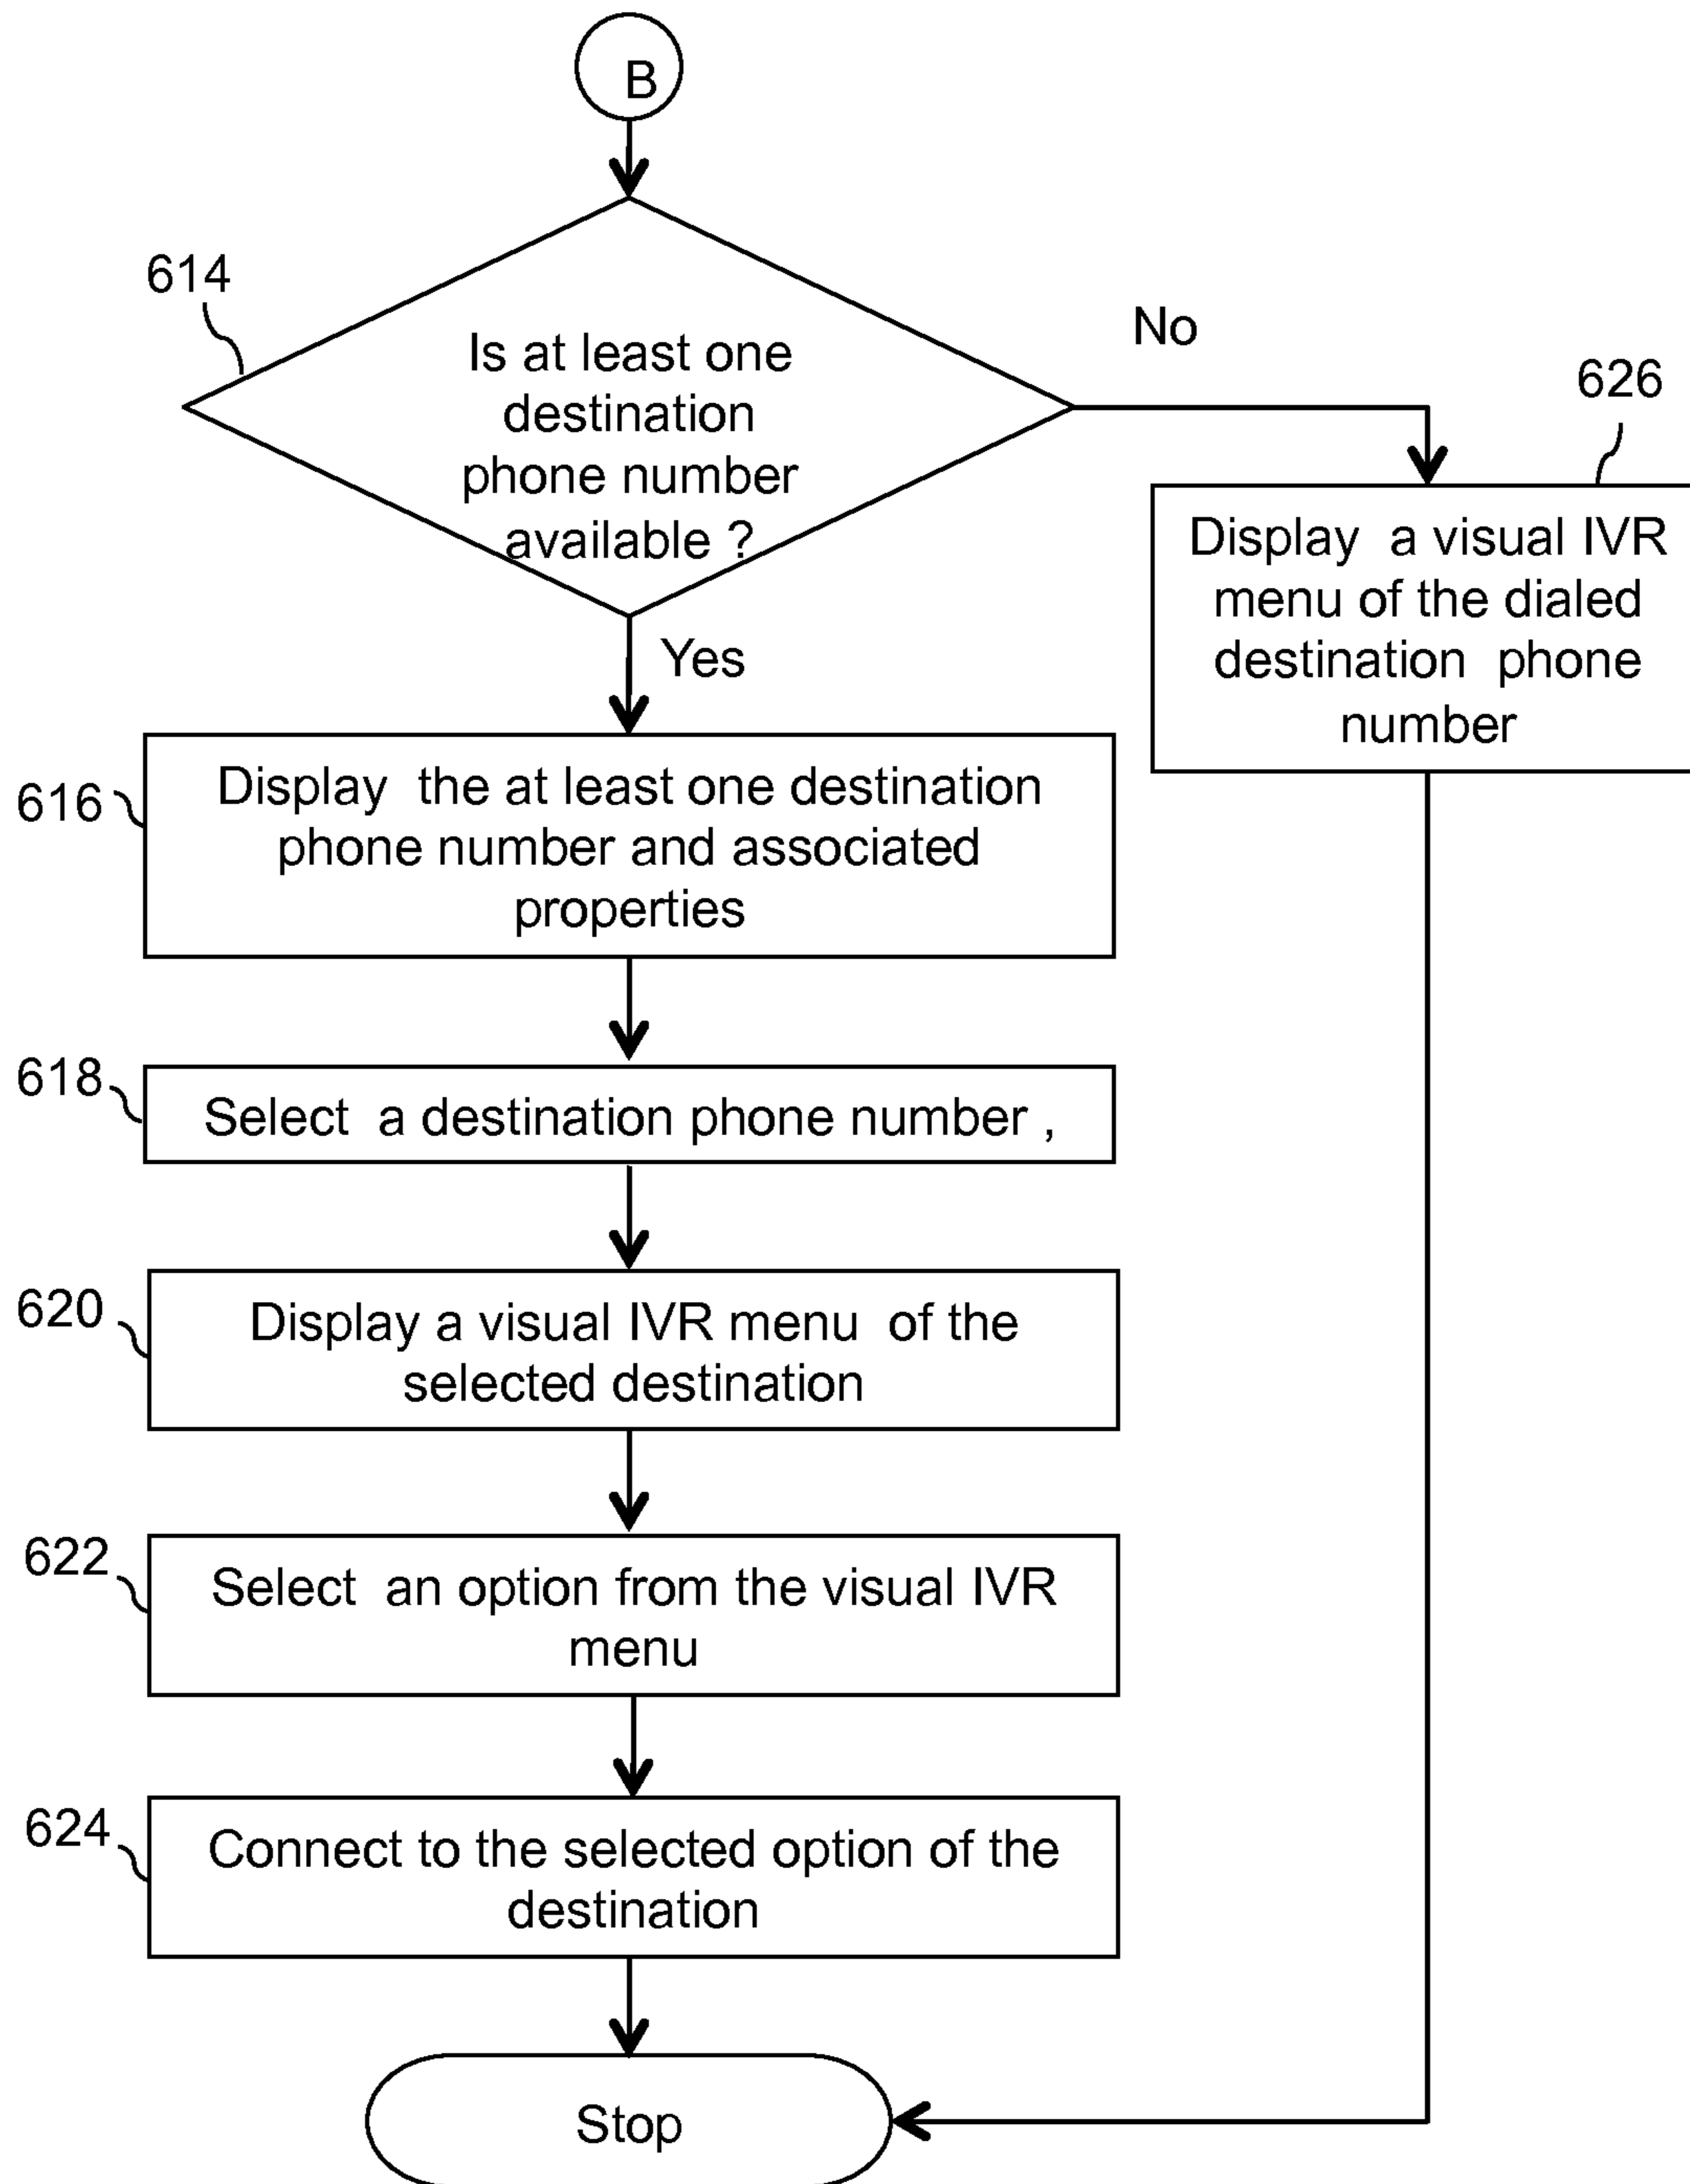 B
614
Is at least one
destination
phone number
available ?
No
626
Display a visual IVR
menu of the dialed
destination phone
number
Yes
616
Display the at least one destination
phone number and associated
properties
618
Select a destination phone number ,
620
Display a visual IVR menu of the
selected destination
622
Select an option from the visual IVR
menu
624
Connect to the selected option of the
destination
Stop